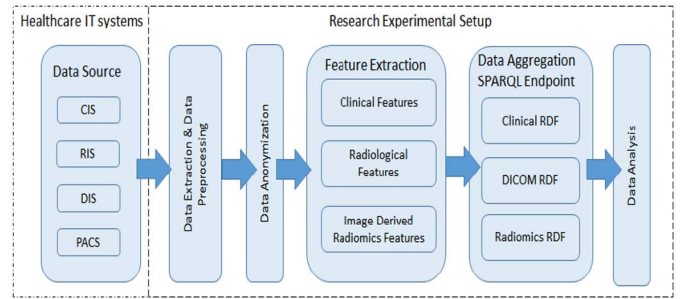 Healthcare IT systems
Research Experimental Setup
Data Source
CIS
RIS
DIS
PACS
Data Extraction & Data
Preprocessing
Data Anonymization
Feature Extraction
Clinical Features
Radiological
Features
Image Derived
Radiomics Features
Data Aggregation
SPARQL Endpoint
Clinical RDF
DICOM RDF
Radiomics RDF
Data Analysis